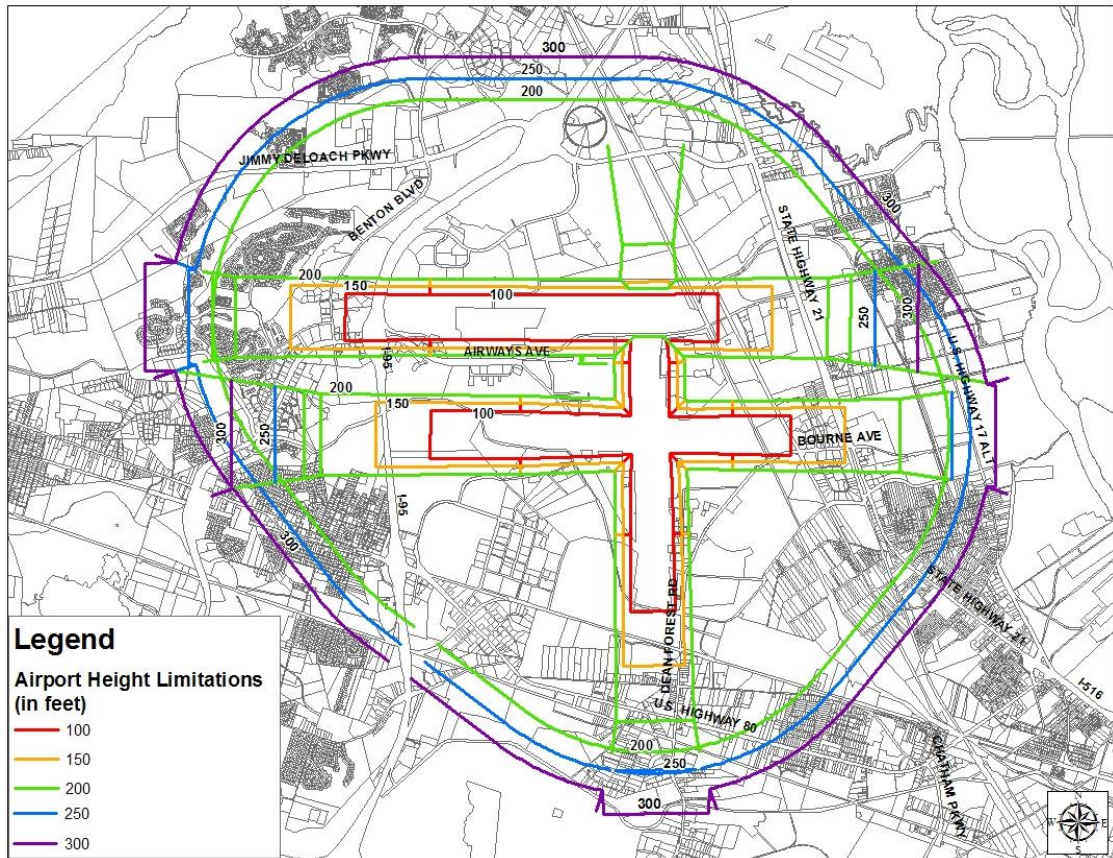 300
250
200
JIMMY DELOACH PKWY
BENTON BLVD
STATE HIGHWAY 21
300
200
150
100
250
300
AIRWAYS AVE
I-95
U.S. HIGHWAY 17 ALT
200
150
100
300
250
BOURNE AVE
I-95
300
DEAN FOREST RD
STATE HIGHWAY 21
I-516
U.S. HIGHWAY 80
200
250
300
CHATHAM PKWY
Legend
Airport Height Limitations
(in feet)
100
150
200
250
300
N
W E
S